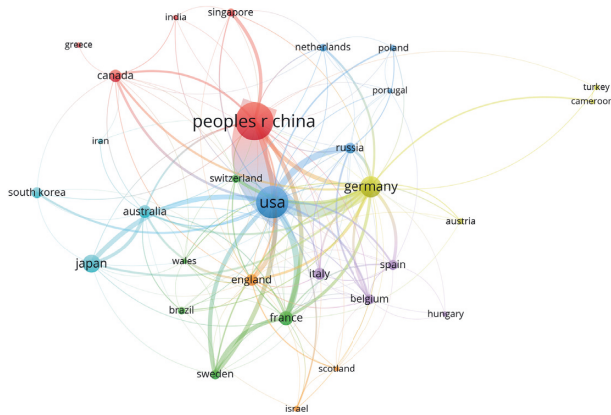 singapore
india
greece
netherlands
poland
canada
turkey
portugal
cameroon
peoples r china
iran
russia
switzerland
germany
south korea
usa
australia
austria
wales
japan
spain
italy
england
belgium
brazil
hungary
france
scotland
sweden
israel